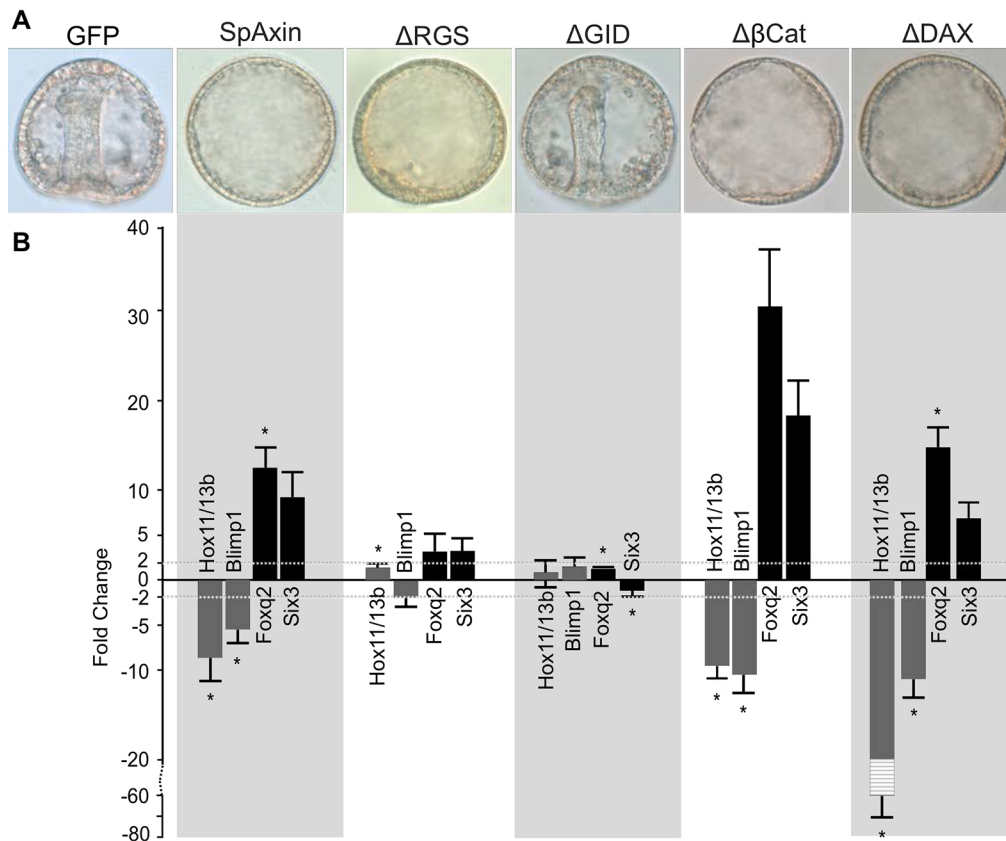 A
GFP SpAxin ΔRGS ΔGID ΔβCat ΔDAX
B
Fold Change
40
30
20
10
5
2
0
-2
-5
-10
-20
-60
-80
Hox11/13b
Blimp1
Foxq2
Six3
*
*
*
Hox11/13b
Blimp1
Foxq2
Six3
*
Hox11/13b
Blimp1
Foxq2
Six3
*
*
Hox11/13b
Blimp1
Foxq2
Six3
*
*
Hox11/13b
Blimp1
Foxq2
Six3
*
*
*